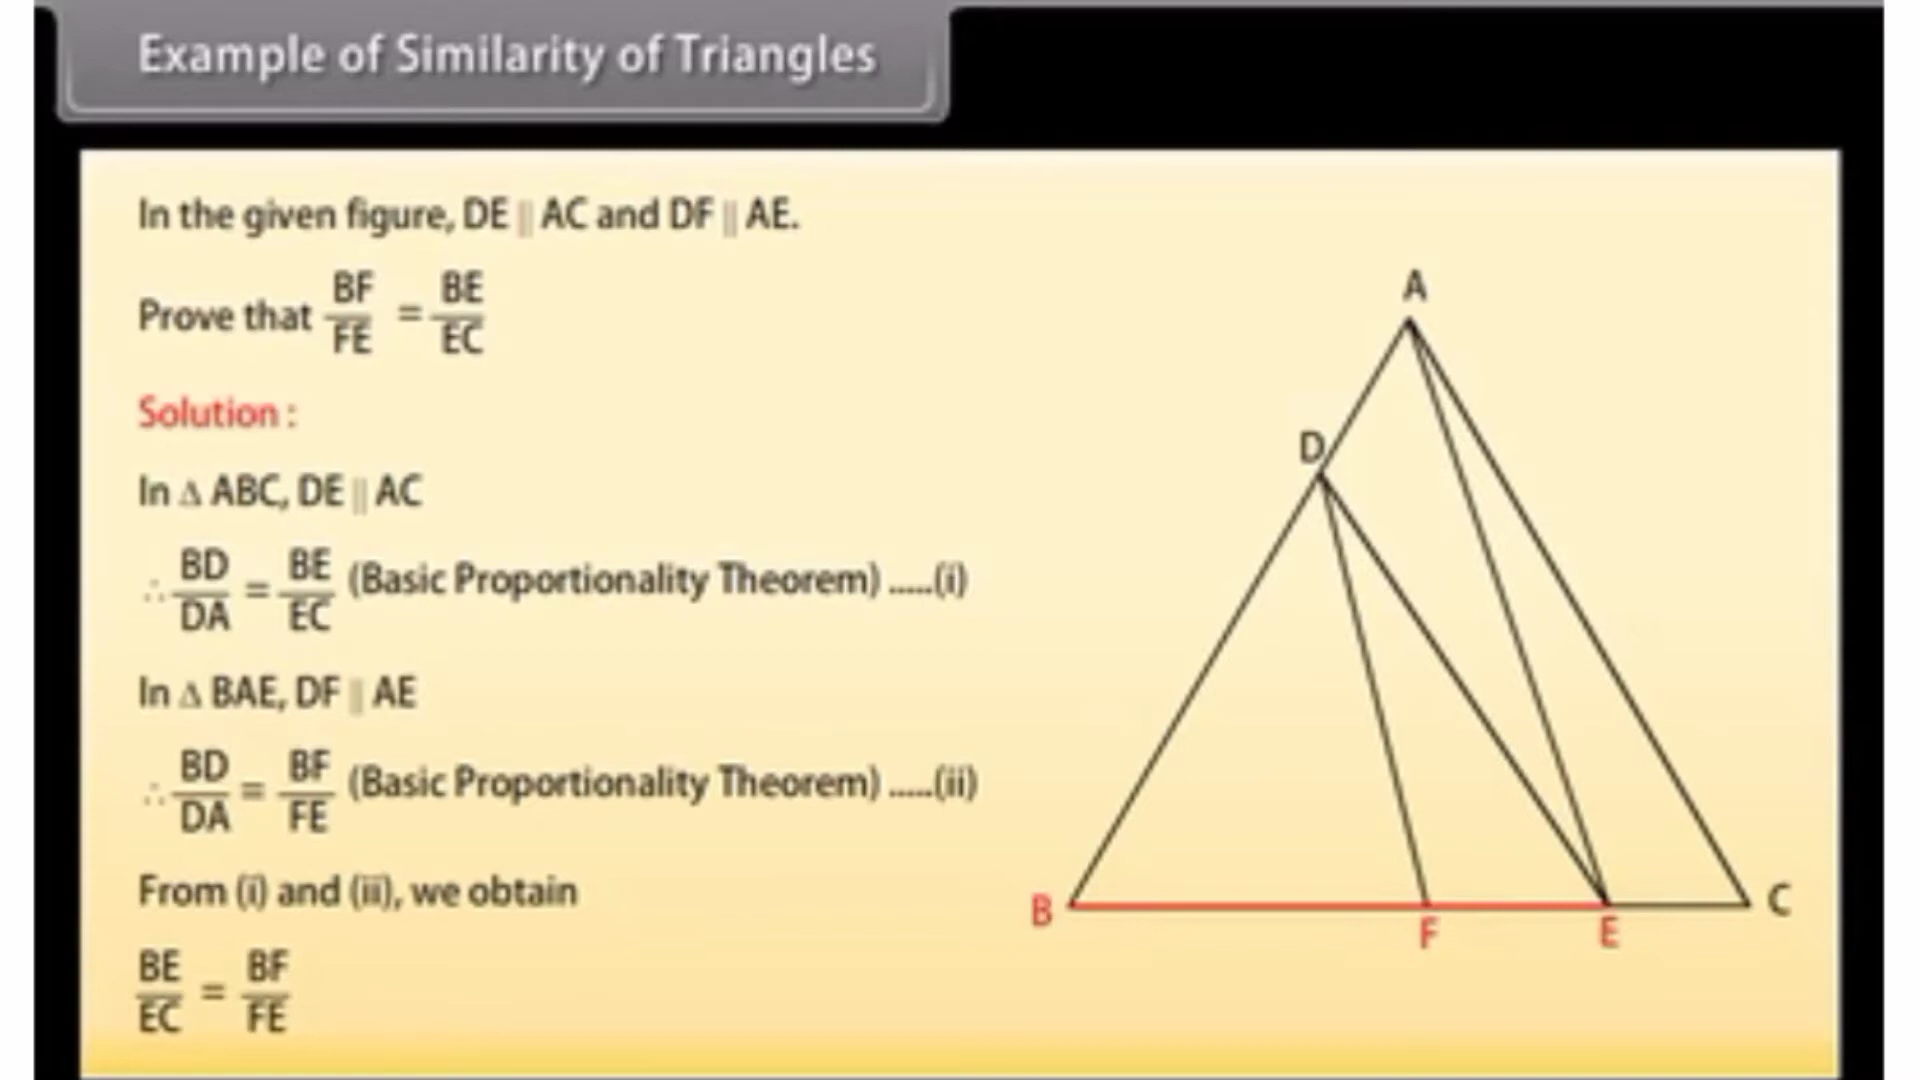 Example of Similarity of Triangles
In the given figure, DE || AC and DF || AE.
Prove that BF/FE = BE/EC
Solution :
In Δ ABC, DE || AC
∴ BD/DA = BE/EC (Basic Proportionality Theorem) .....(i)
In Δ BAE, DF || AE
∴ BD/DA = BF/FE (Basic Proportionality Theorem) .....(ii)
From (i) and (ii), we obtain
BE/EC = BF/FE
A
D
B
F
E
C